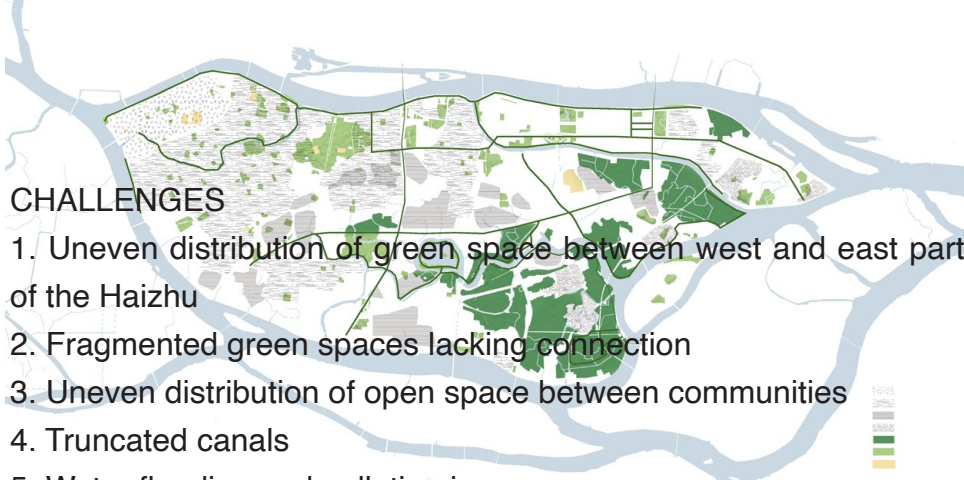 CHALLENGES
1. Uneven distribution of green space between west and east part
of the Haizhu
2. Fragmented green spaces lacking connection
3. Uneven distribution of open space between communities
4. Truncated canals